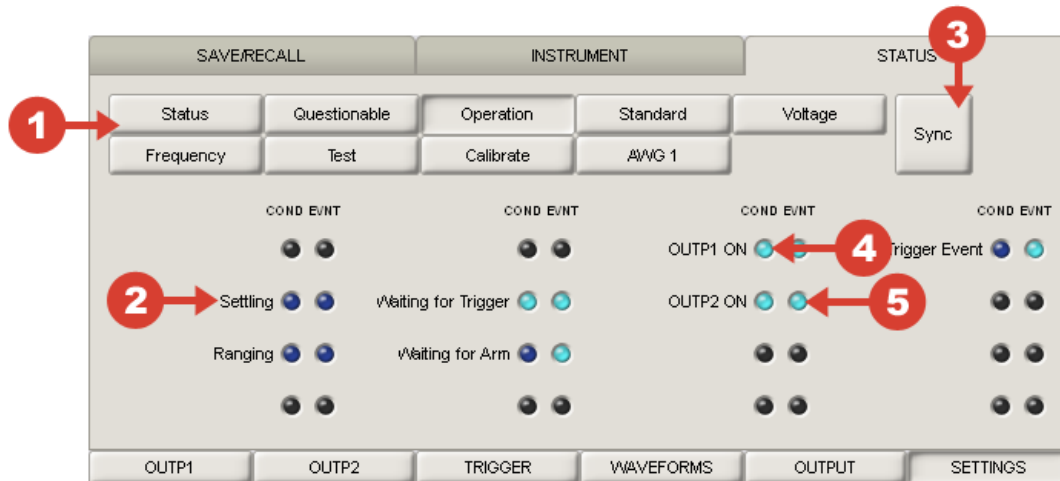 3
SAVE/RECALL INSTRUMENT STATUS
1
Status Questionable Operation Standard Voltage Sync
Frequency Test Calibrate AWG 1
COND EVNT COND EVNT COND EVNT COND EVNT
OUTP1 ON 4 Trigger Event
2 Settling Waiting for Trigger OUTP2 ON 5
Ranging Waiting for Arm
OUTP1 OUTP2 TRIGGER WAVEFORMS OUTPUT SETTINGS